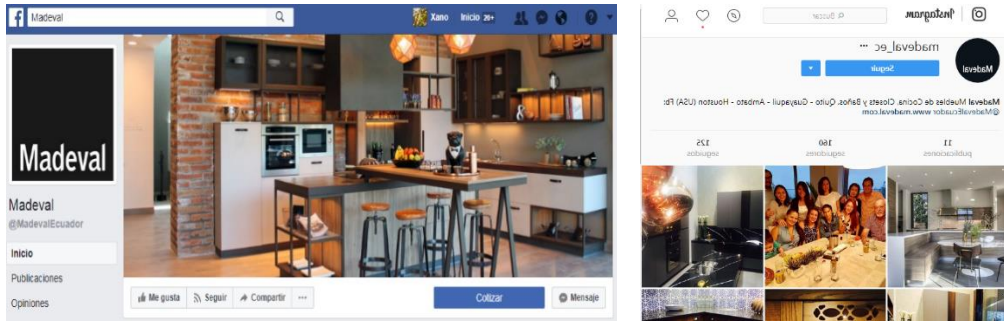 Madeval
Xano Inicio 20+
Madeval
Madeval
@MadevalEcuador
Inicio
Publicaciones
Opiniones
Me gusta Seguir Compartir ...
Cotizar
Mensaje
Instagram
Buscar
madeval_ec ...
Seguir
Madeval
Madeval Muebles de Cocina, Closets y Baños. Quito - Guayaquil - Ambato - Houston (USA) Fb:
@MadevalEcuador www.madeval.com
11 160 125
publicaciones seguidores seguidos